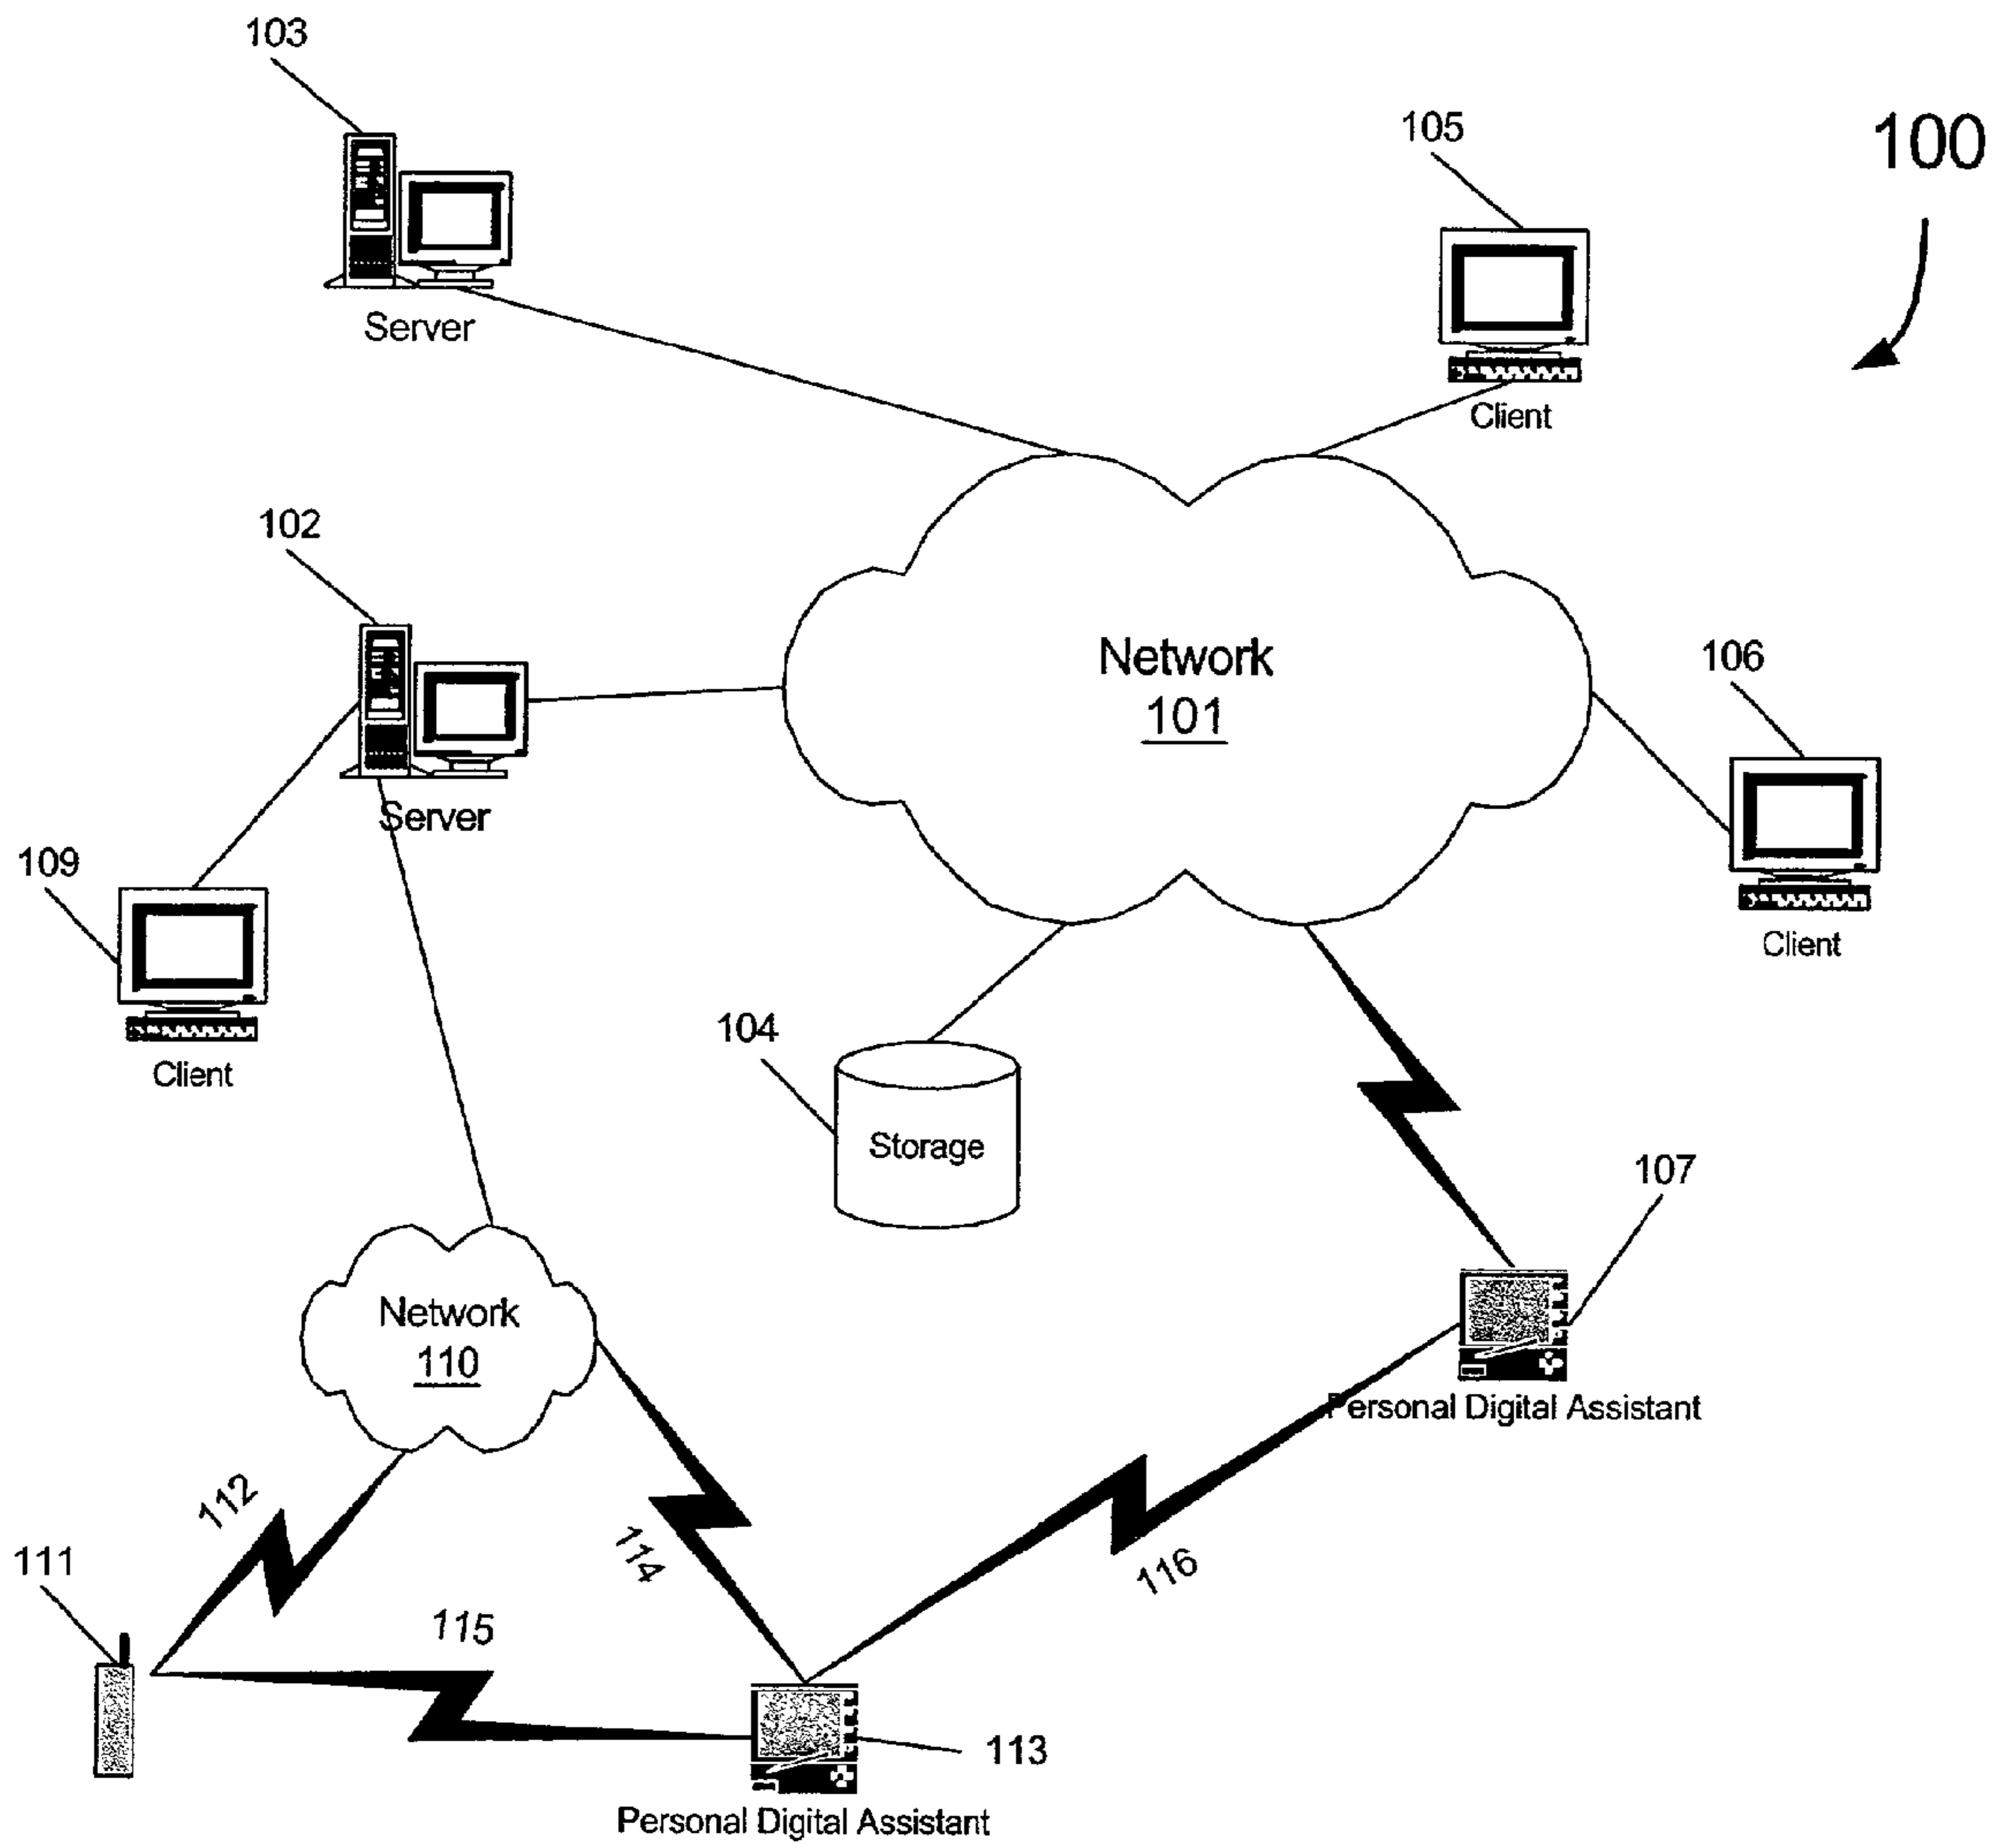 103
105
100
Server
Client
102
Network
101
106
Server
109
Client
104
Client
Storage
107
Network
110
Personal Digital Assistant
112
114
116
111
115
113
Personal Digital Assistant